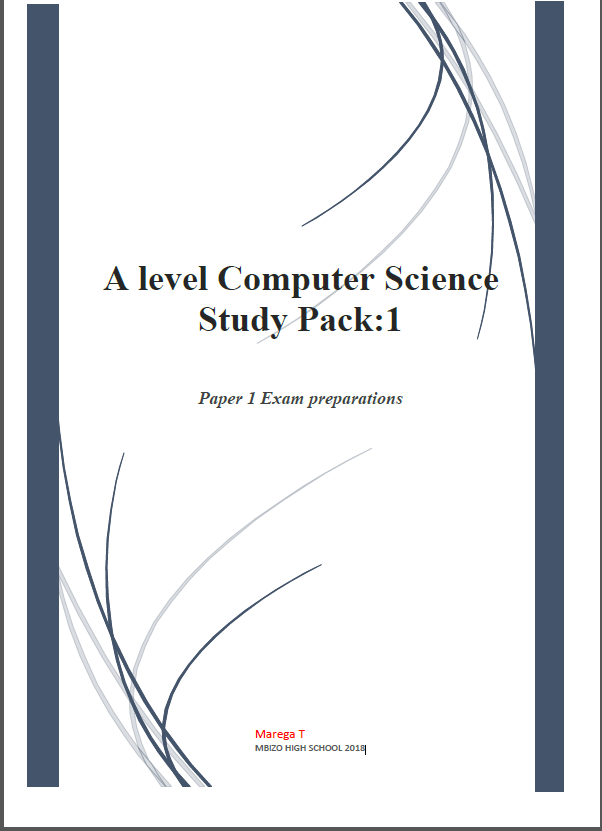 A level Computer Science
Study Pack:1
Paper 1 Exam preparations
Marega T
MBIZO HIGH SCHOOL 2018